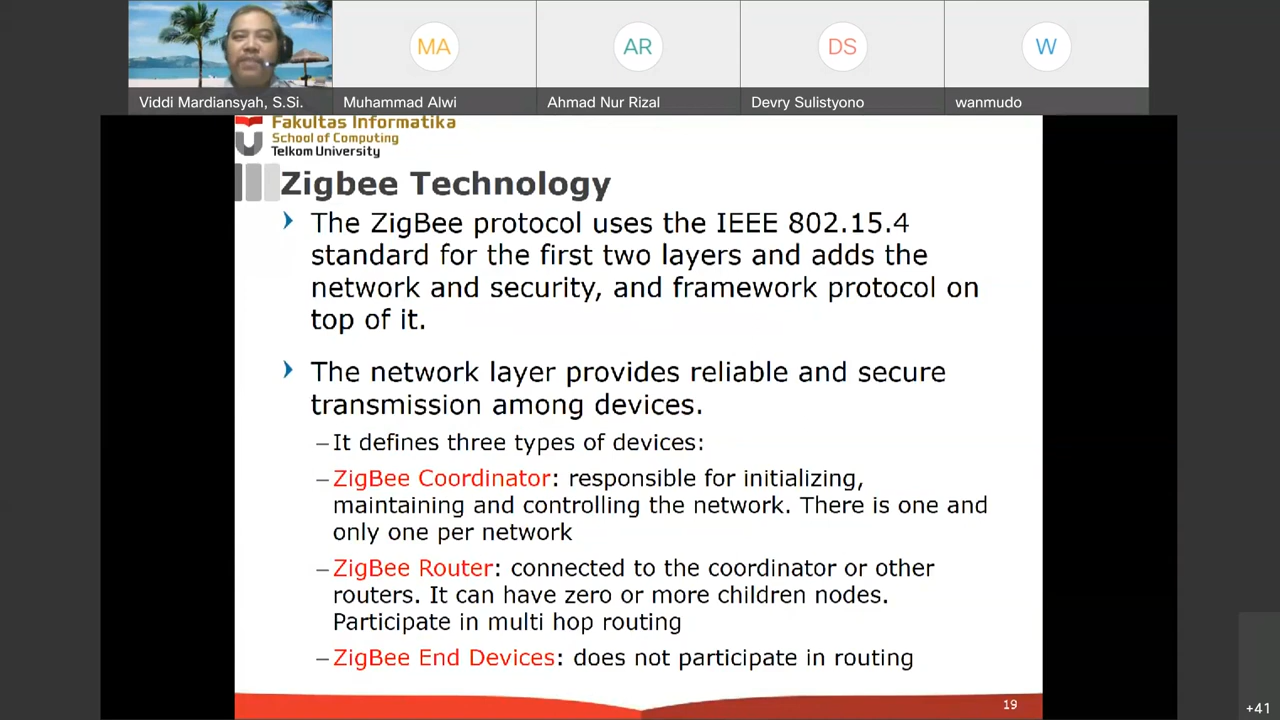 MA
AR
DS
W
Viddi Mardiansyah, S.Si.
Muhammad Alwi
Ahmad Nur Rizal
Devry Sulistyono
wanmudo
Fakultas Informatika
School of Computing
Telkom University
Zigbee Technology
The ZigBee protocol uses the IEEE 802.15.4
standard for the first two layers and adds the
network and security, and framework protocol on
top of it.
The network layer provides reliable and secure
transmission among devices.
–It defines three types of devices:
–ZigBee Coordinator: responsible for initializing,
maintaining and controlling the network. There is one and
only one per network
–ZigBee Router: connected to the coordinator or other
routers. It can have zero or more children nodes.
Participate in multi hop routing
–ZigBee End Devices: does not participate in routing
19
+41